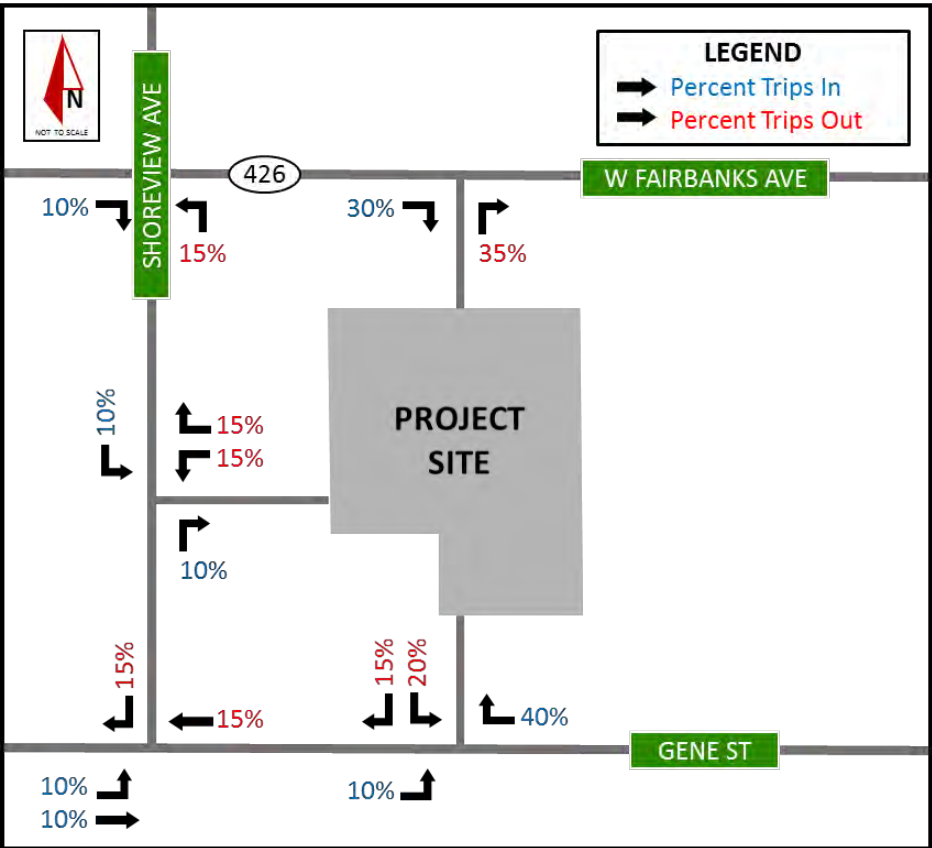 N
NOT TO SCALE
LEGEND
Percent Trips In
Percent Trips Out
SHOREVIEW AVE
426
W FAIRBANKS AVE
10%
15%
30%
35%
10%
15%
15%
10%
PROJECT
SITE
15%
15%
15%
20%
40%
GENE ST
10%
10%
10%